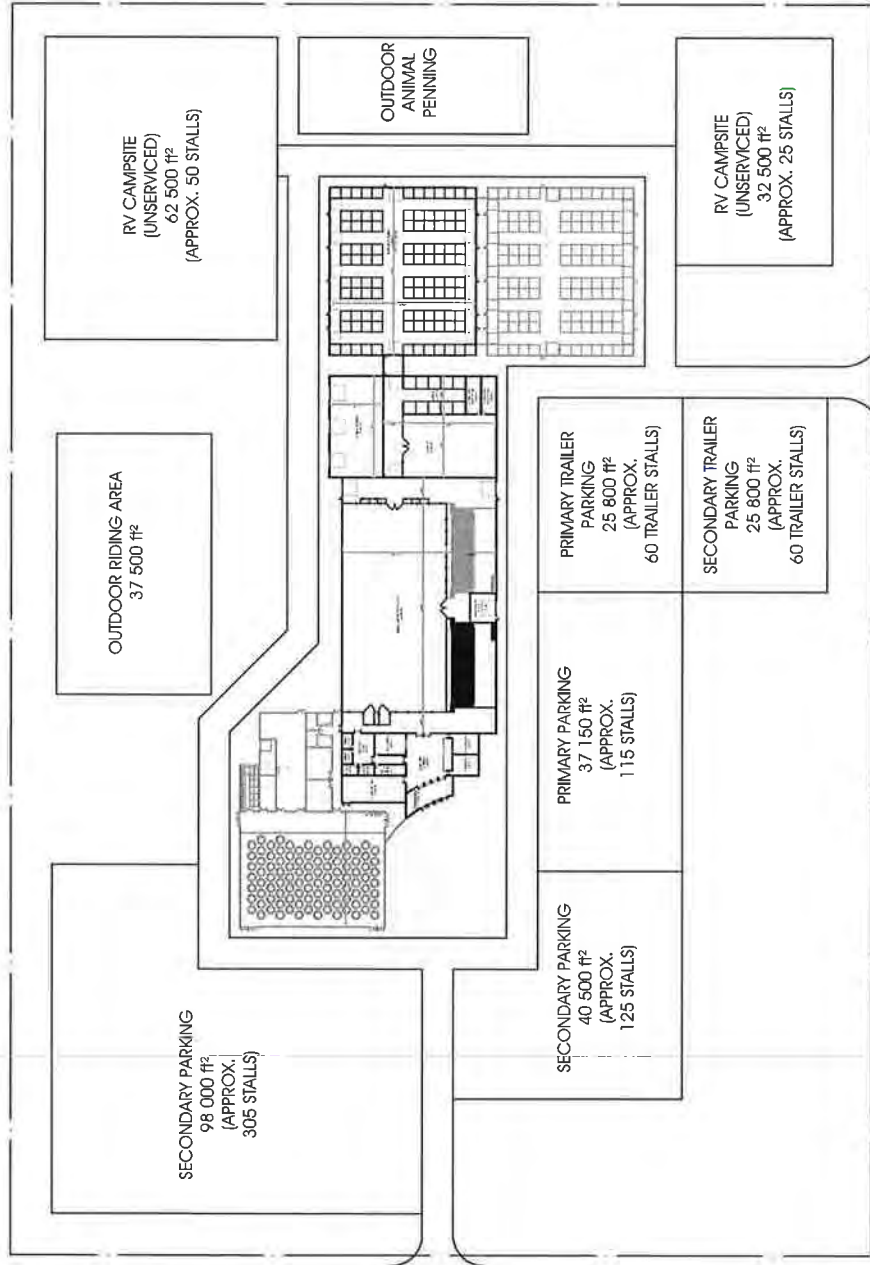 RV CAMPSITE
(UNSERVICED)
62 500 ft²
(APPROX. 50 STALLS)
OUTDOOR
ANIMAL
PENNING
RV CAMPSITE
(UNSERVICED)
32 500 ft²
(APPROX. 25 STALLS)
OUTDOOR RIDING AREA
37 500 ft²
PRIMARY TRAILER
PARKING
25 800 ft²
(APPROX.
60 TRAILER STALLS)
SECONDARY TRAILER
PARKING
25 800 ft²
(APPROX.
60 TRAILER STALLS)
PRIMARY PARKING
37 150 ft²
(APPROX.
115 STALLS)
SECONDARY PARKING
98 000 ft²
(APPROX.
305 STALLS)
SECONDARY PARKING
40 500 ft²
(APPROX.
125 STALLS)